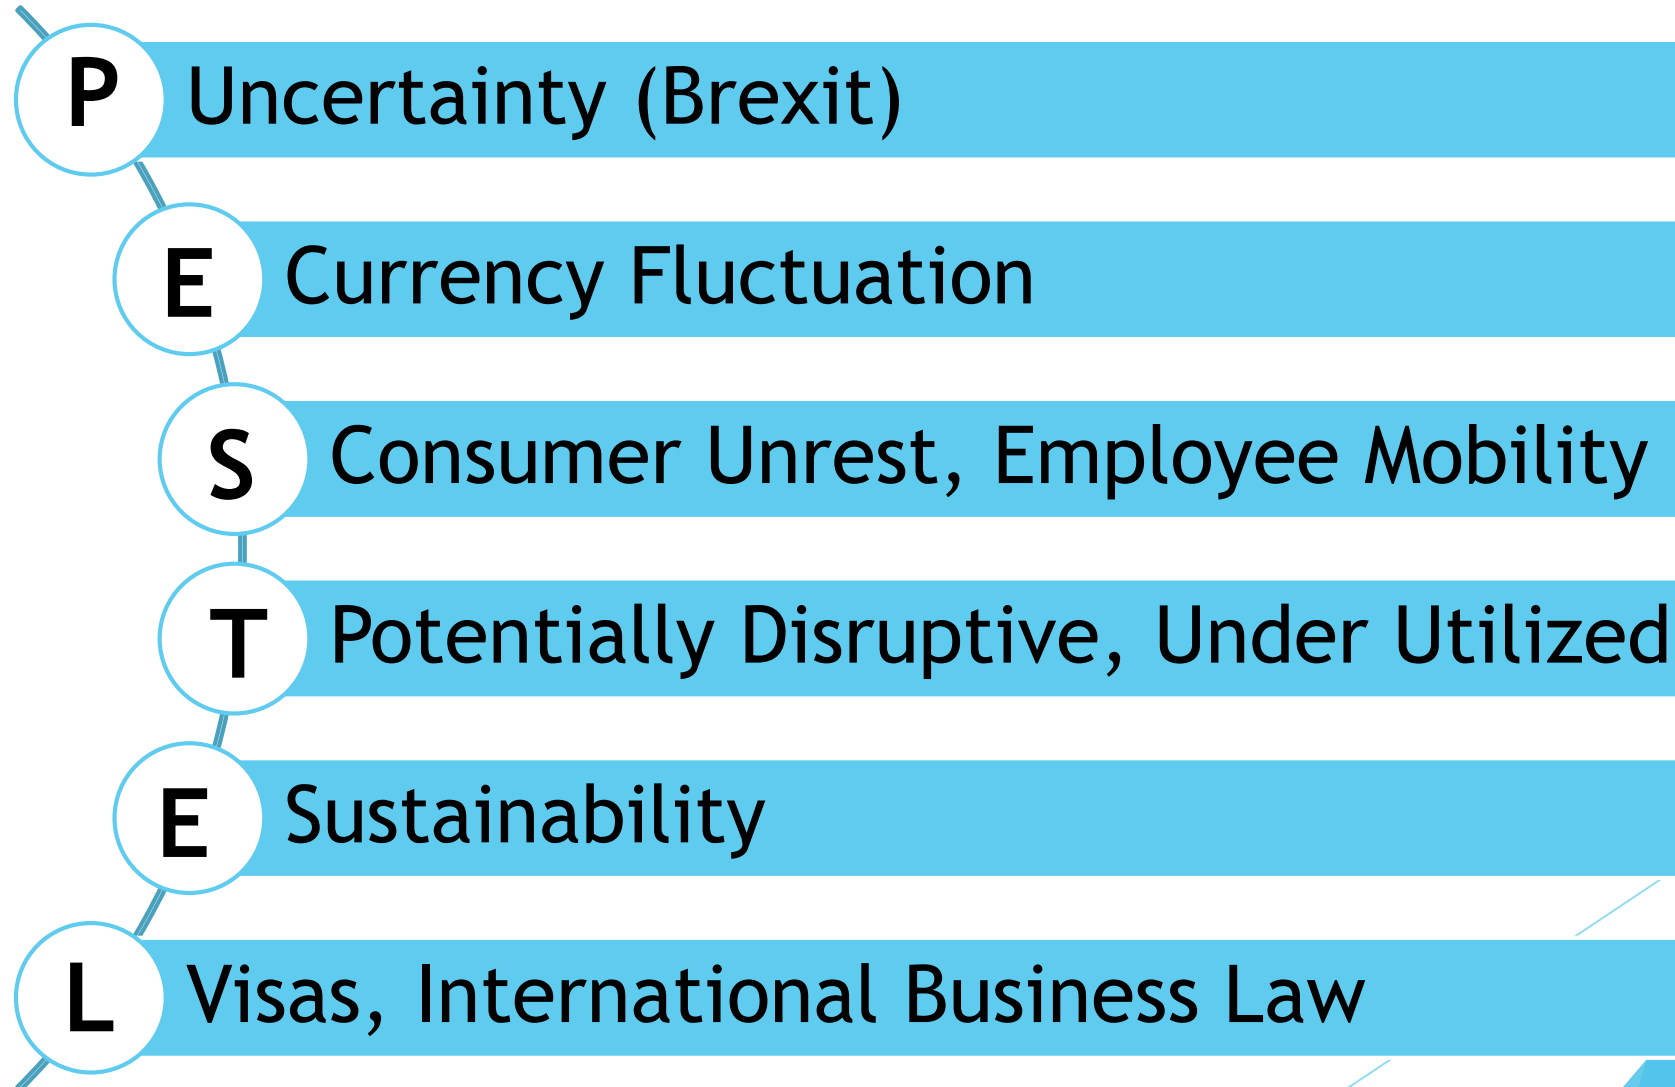 P Uncertainty (Brexit)
E Currency Fluctuation
S Consumer Unrest, Employee Mobility
T Potentially Disruptive, Under Utilized
E Sustainability
L Visas, International Business Law